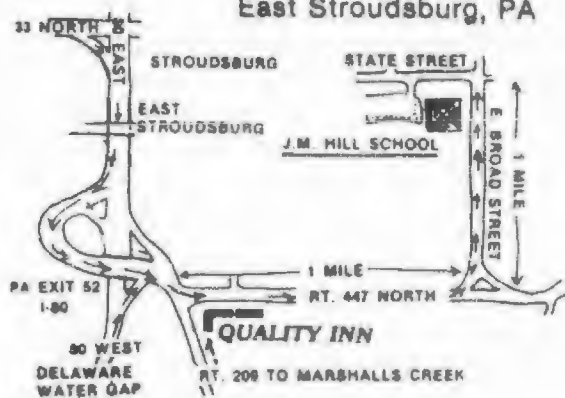 East Stroudsburg, PA
33 NORTH
80
EAST
STROUDSBURG
STATE STREET
EAST
STROUDSBURG
J.M. HILL SCHOOL
E BROAD STREET
1 MILE
1 MILE
PA EXIT 52
I-80
RT. 447 NORTH
QUALITY INN
80 WEST
DELAWARE
WATER GAP
RT. 209 TO MARSHALLS CREEK